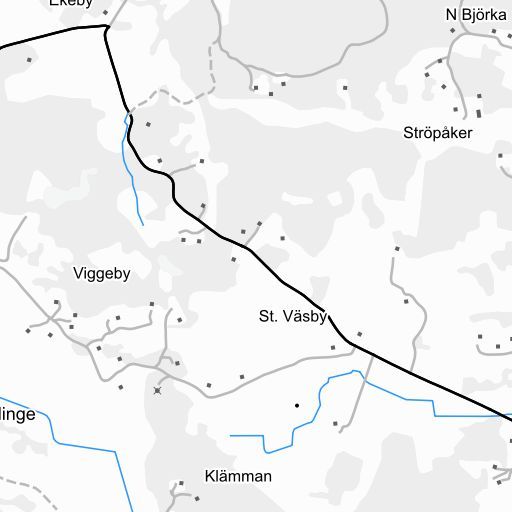 Ekeby
N Björka
Ströpåker
Viggeby
St. Väsby
linge
Klämman